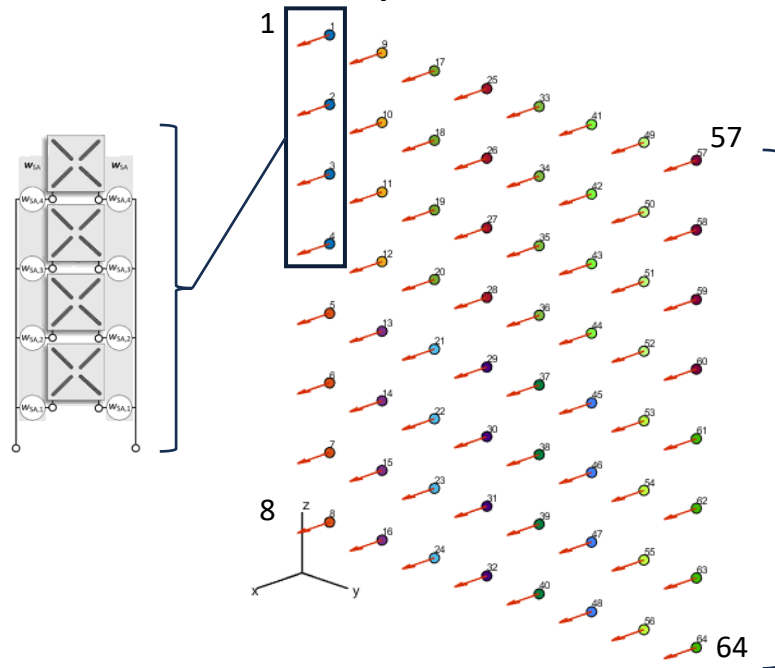 1
57
8
64
w_SA w_SA
w_SA,4 w_SA,4
w_SA,3 w_SA,3
w_SA,2 w_SA,2
w_SA,1 w_SA,1
z
x
y
1 9 17 25 33 41 49 57
2 10 18 26 34 42 50 58
3 11 19 27 35 43 51 59
4 12 20 28 36 44 52 60
5 13 21 29 37 45 53 61
6 14 22 30 38 46 54 62
7 15 23 31 39 47 55 63
8 16 24 32 40 48 56 64